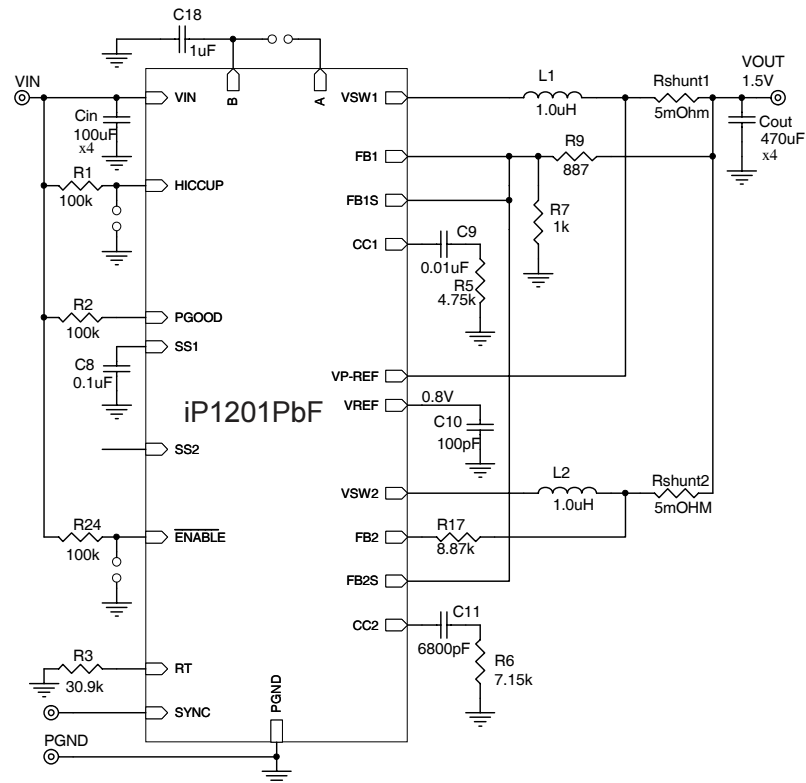 C18
1uF
VIN
B
A
VIN
VSW1
L1
1.0uH
Rshunt1
5mOhm
VOUT
1.5V
Cin
100uF
x4
Cout
470uF
x4
FB1
R9
887
R1
100k
HICCUP
FB1S
R7
1k
CC1
C9
0.01uF
R5
4.75k
R2
100k
PGOOD
SS1
C8
0.1uF
VP-REF
iP1201PbF
VREF
0.8V
C10
100pF
SS2
VSW2
L2
1.0uH
Rshunt2
5mOHM
R24
100k
ENABLE
FB2
R17
8.87k
FB2S
CC2
C11
6800pF
R6
7.15k
R3
30.9k
RT
SYNC
PGND
PGND